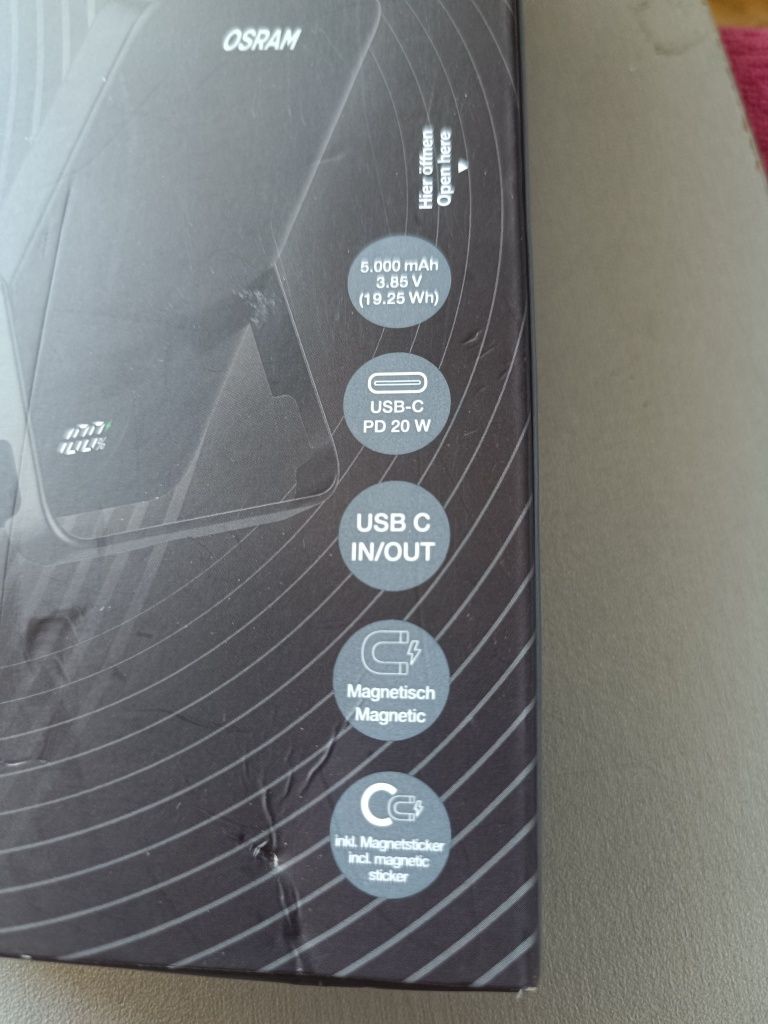 OSRAM
Hier öffnen
Open here
5.000 mAh
3.85 V
(19.25 Wh)
USB-C
PD 20 W
100%
USB C
IN/OUT
Magnetisch
Magnetic
inkl. Magnetsticker
incl. magnetic
sticker